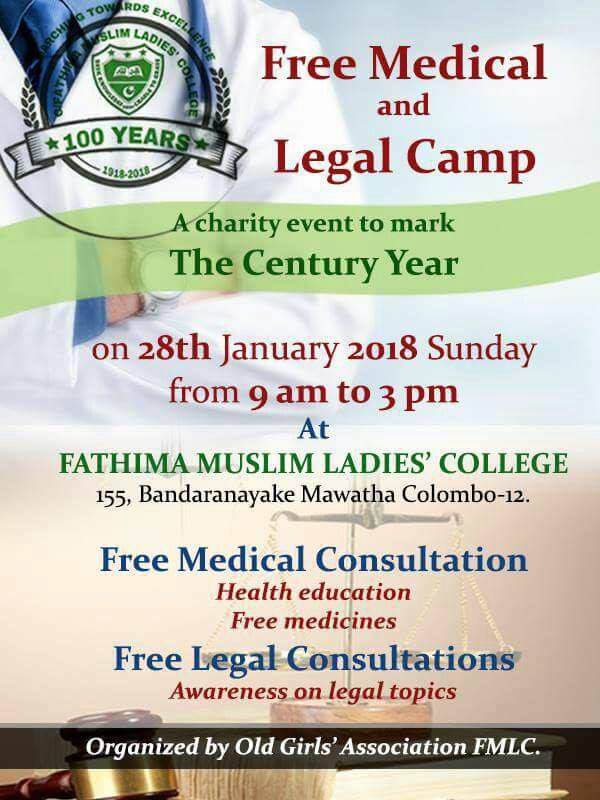 MARCHING TOWARDS EXCELLENCE
FATHIMA MUSLIM LADIES' COLLEGE
100 YEARS
1918-2018
Free Medical
and
Legal Camp
A charity event to mark
The Century Year
on 28th January 2018 Sunday
from 9 am to 3 pm
At
FATHIMA MUSLIM LADIES' COLLEGE
155, Bandaranayake Mawatha Colombo-12.
Free Medical Consultation
Health education
Free medicines
Free Legal Consultations
Awareness on legal topics
Organized by Old Girls' Association FMLC.